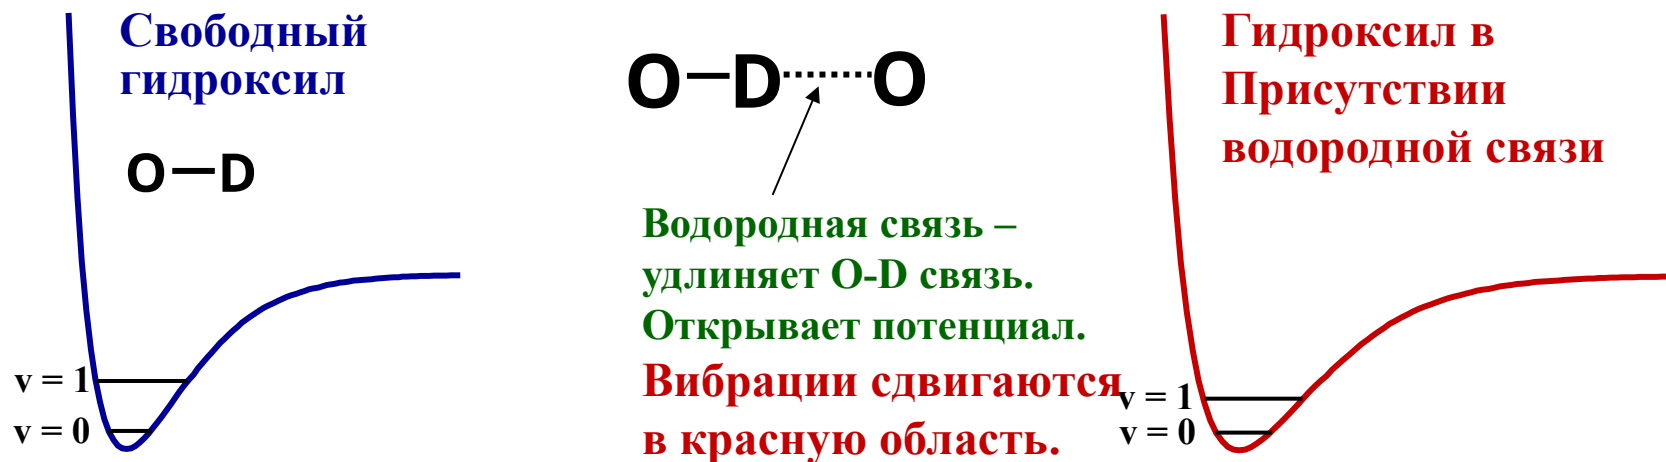 Свободный
гидроксил
O—D
v = 1
v = 0
O—D········O
Водородная связь –
удлиняет O-D связь.
Открывает потенциал.
Вибрации сдвигаются
в красную область.
Гидроксил в
Присутствии
водородной связи
v = 1
v = 0